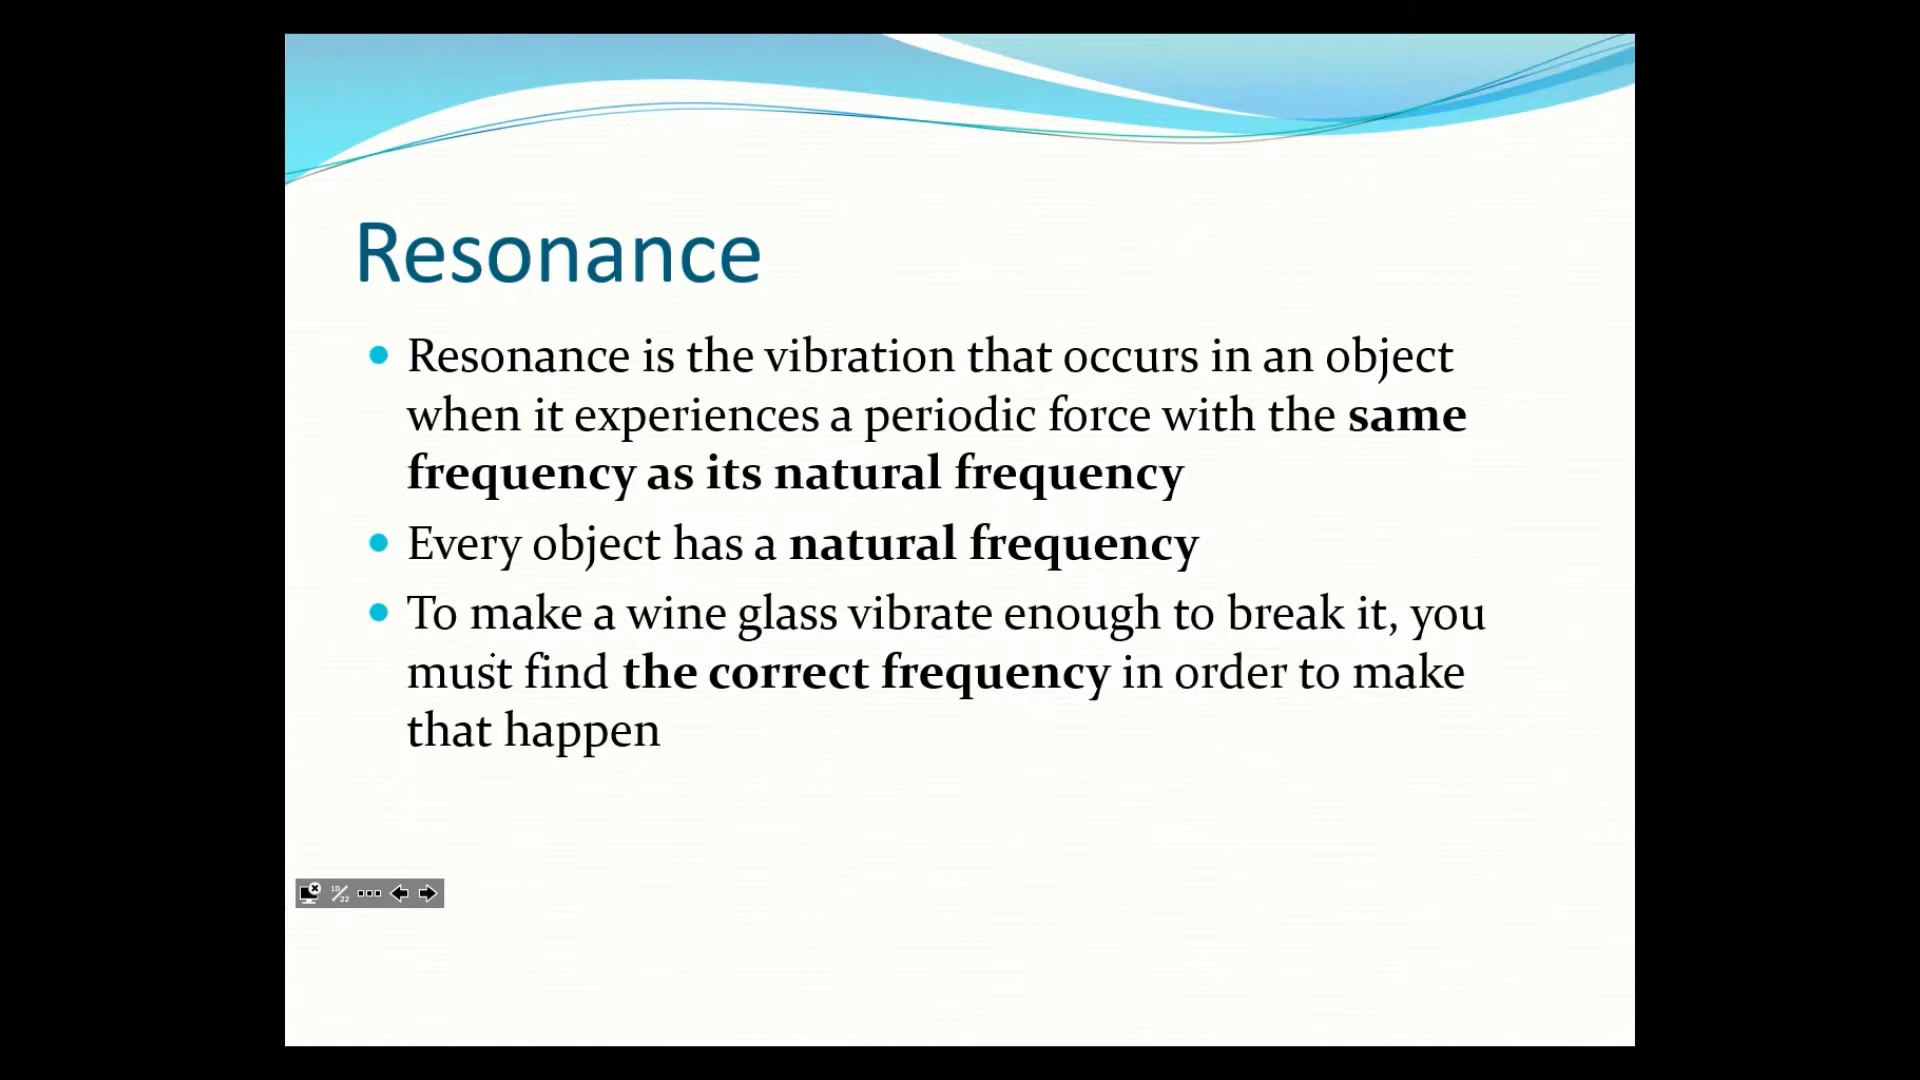 Resonance
Resonance is the vibration that occurs in an object
when it experiences a periodic force with the same
frequency as its natural frequency
Every object has a natural frequency
To make a wine glass vibrate enough to break it, you
must find the correct frequency in order to make
that happen
10/22